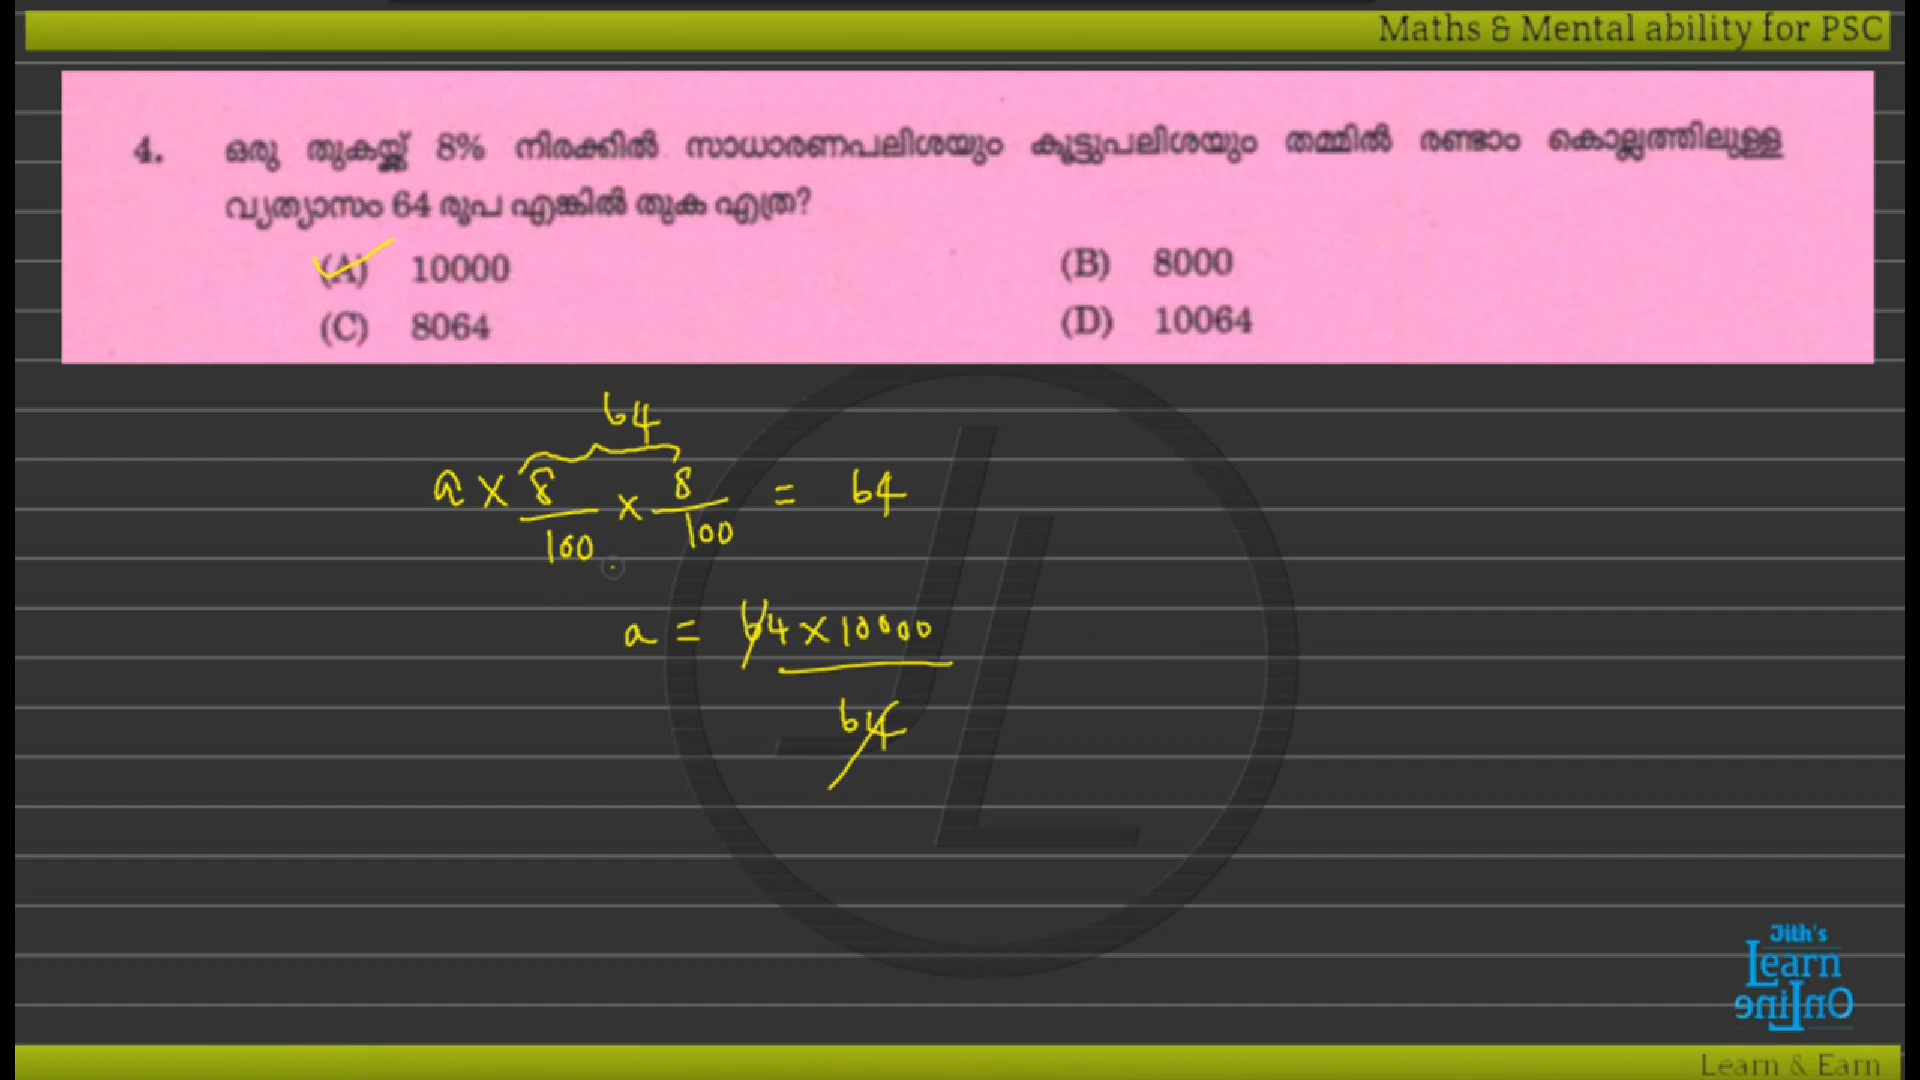 Maths & Mental ability for PSC
4. ഒരു തുകയ്ക്ക് 8% നിരക്കിൽ സാധാരണപലിശയും കൂട്ടുപലിശയും തമ്മിൽ രണ്ടാം കൊല്ലത്തിലുള്ള
വ്യത്യാസം 64 രൂപ എങ്കിൽ തുക എത്ര?
(A) 10000 (B) 8000
(C) 8064 (D) 10064
64
a × 8/100 × 8/100 = 64
a = 64 × 10000
64
Jith's
Learn
OnLine
Learn & Earn